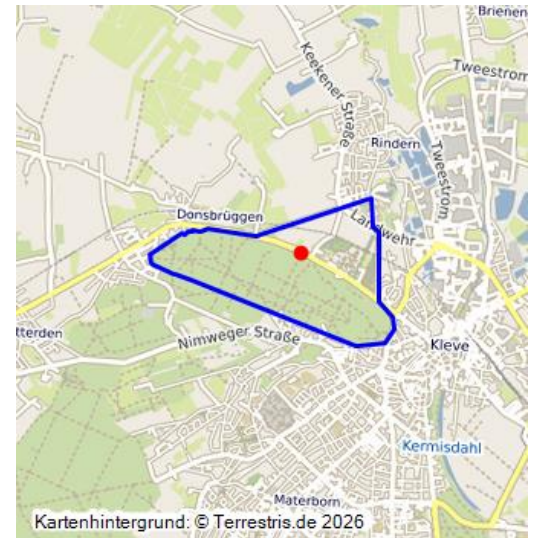 Brienen
Tweestrom
Keekener Straße
Rindern
Tweestrom
Donsbrüggen
Landwehr
tterden
Nimweger Straße
Kleve
Kermisdahl
Materborn
Kartenhintergrund: © Terrestris.de 2026